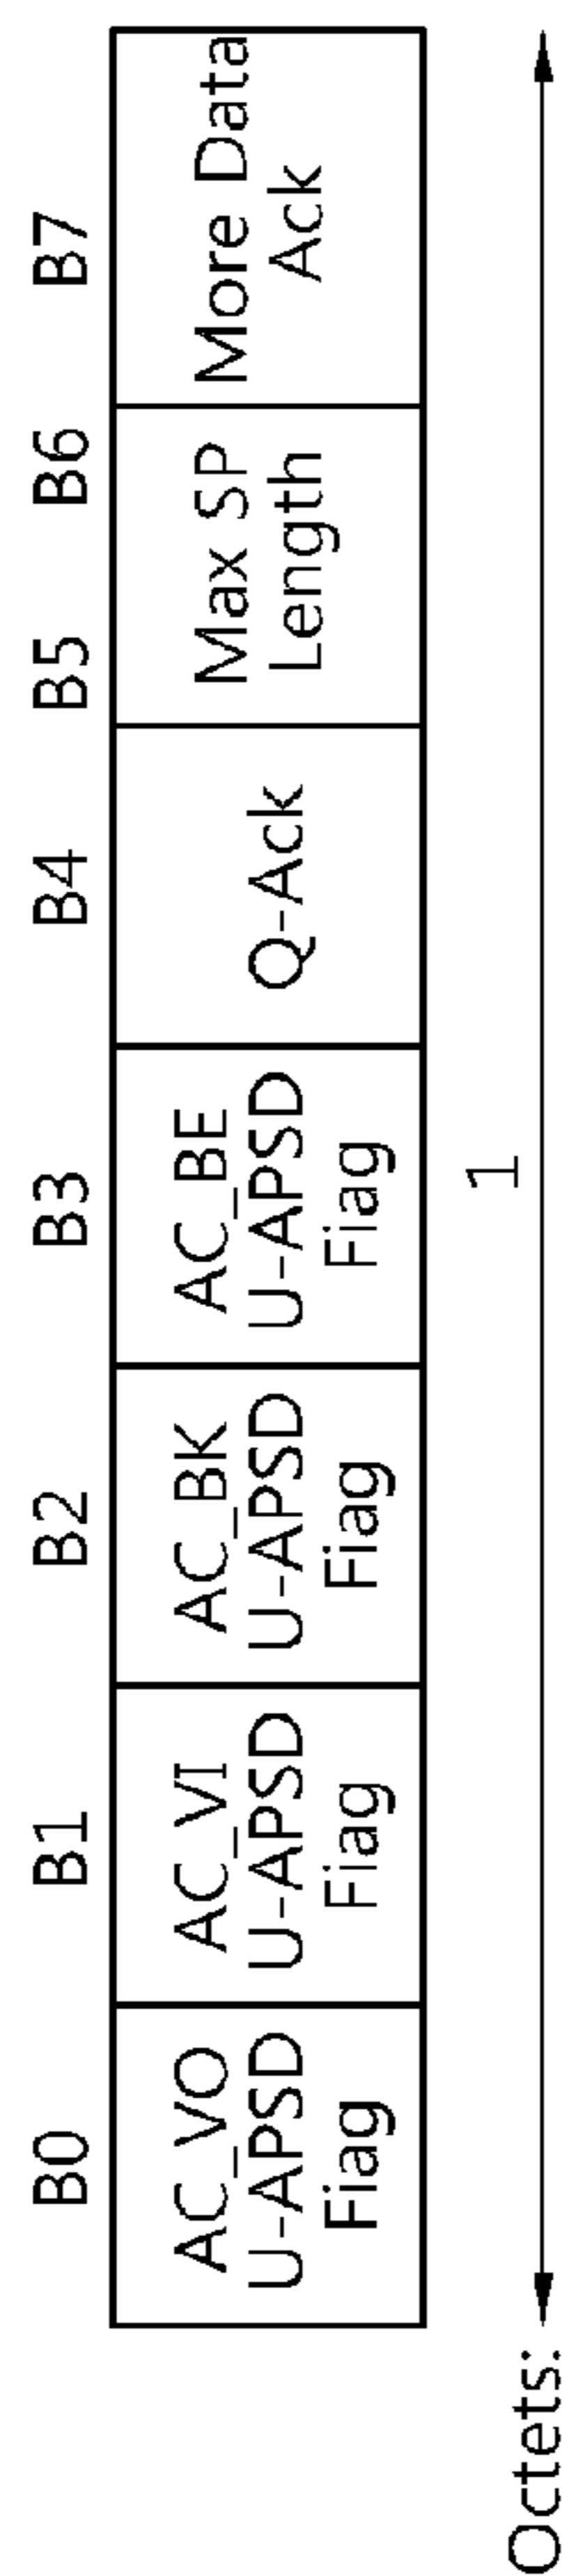 B0 B1 B2 B3 B4 B5 B6 B7
AC_VO
U-APSD
Fiag
AC_VI
U-APSD
Fiag
AC_BK
U-APSD
Fiag
AC_BE
U-APSD
Fiag
Q-Ack
Max SP
Length
More Data
Ack
Octets: 1